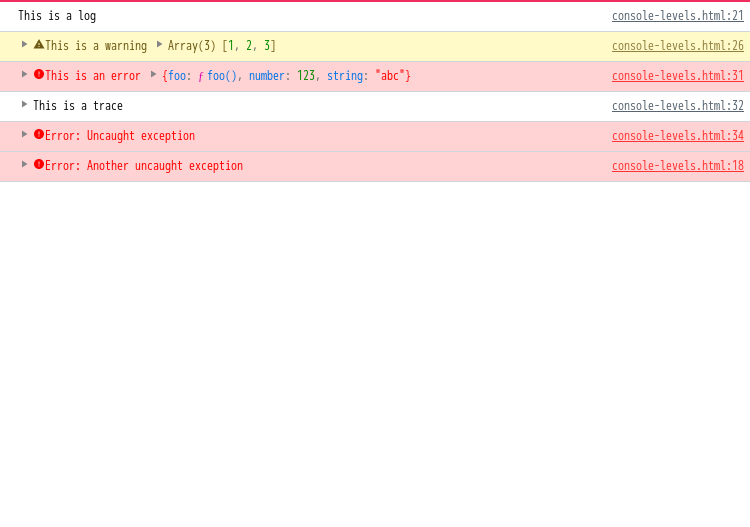 This is a log console-levels.html:21
This is a warning Array(3) [1, 2, 3] console-levels.html:26
This is an error {foo: ƒ foo(), number: 123, string: "abc"} console-levels.html:31
This is a trace console-levels.html:32
Error: Uncaught exception console-levels.html:34
Error: Another uncaught exception console-levels.html:18